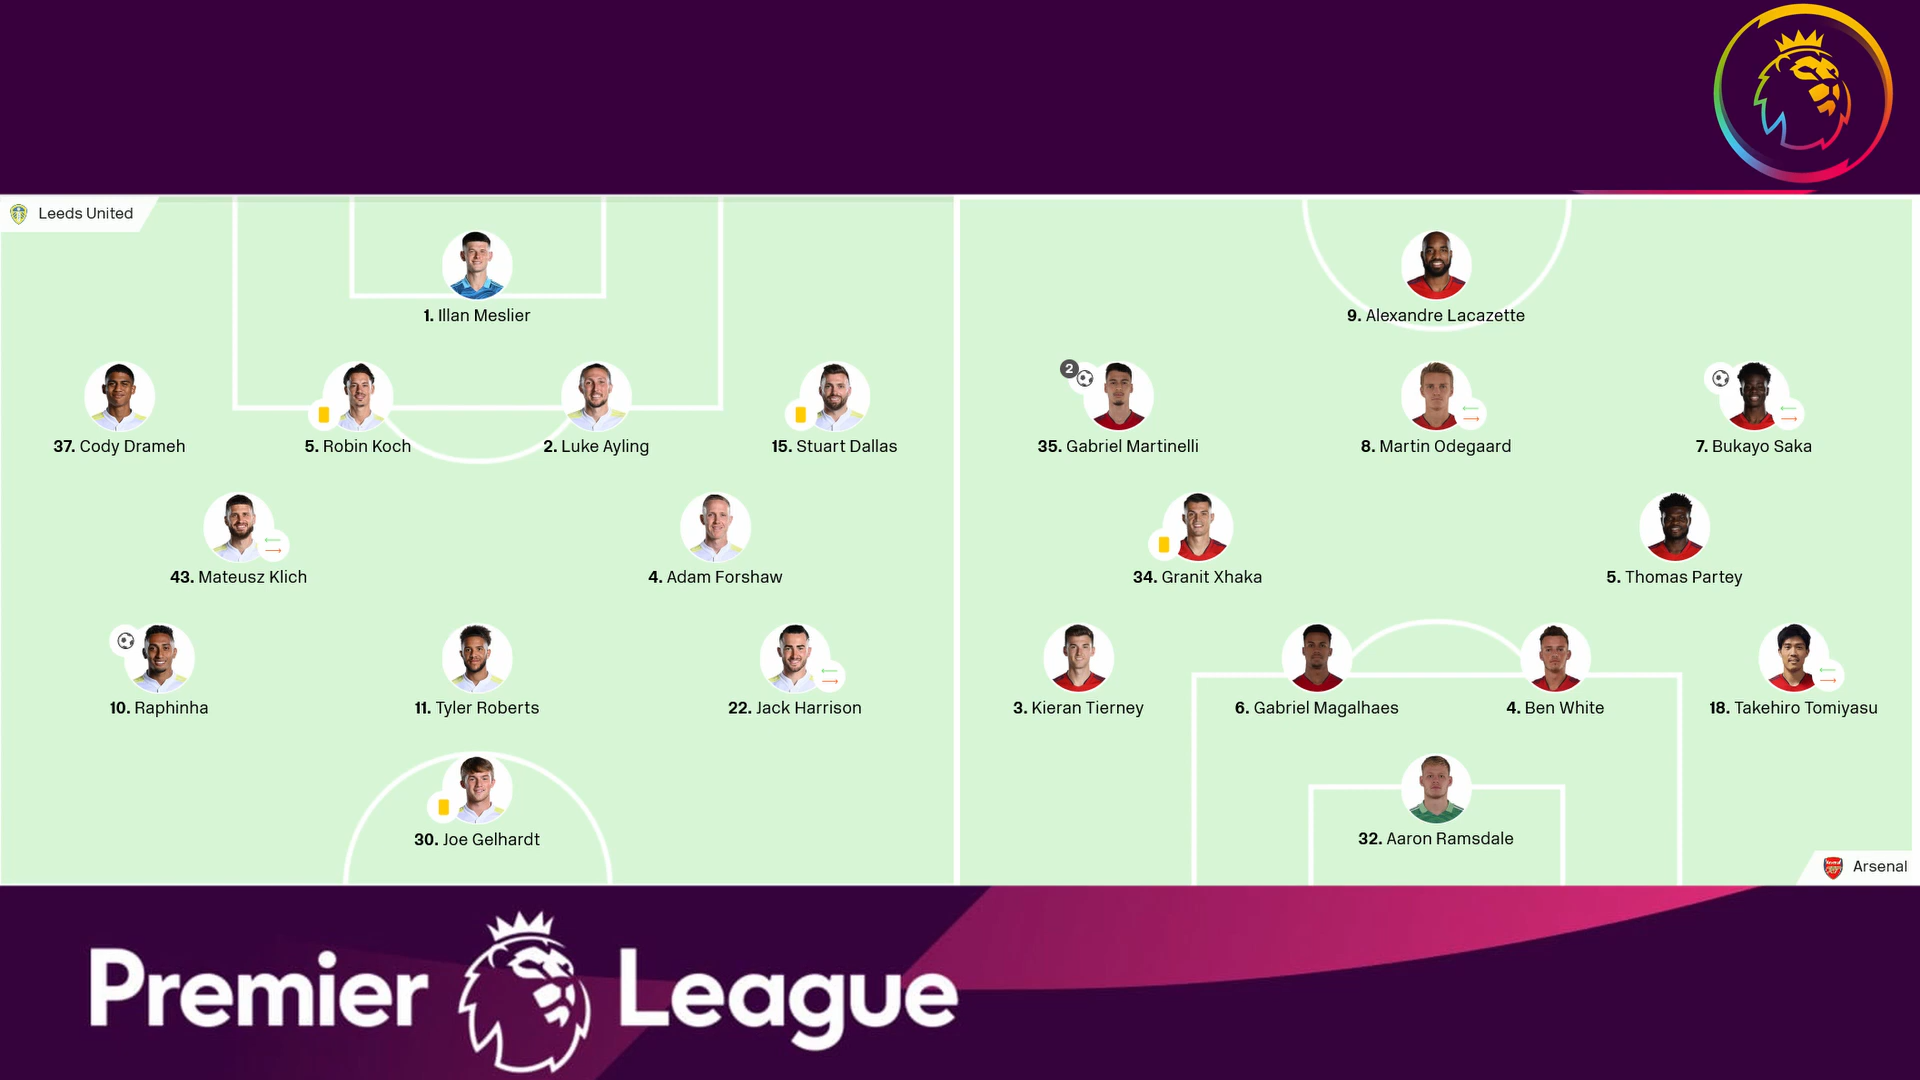 Leeds United
1. Illan Meslier
37. Cody Drameh
5. Robin Koch
2. Luke Ayling
15. Stuart Dallas
43. Mateusz Klich
4. Adam Forshaw
10. Raphinha
11. Tyler Roberts
22. Jack Harrison
30. Joe Gelhardt
9. Alexandre Lacazette
2
35. Gabriel Martinelli
8. Martin Odegaard
7. Bukayo Saka
34. Granit Xhaka
5. Thomas Partey
3. Kieran Tierney
6. Gabriel Magalhaes
4. Ben White
18. Takehiro Tomiyasu
32. Aaron Ramsdale
Arsenal
Premier League